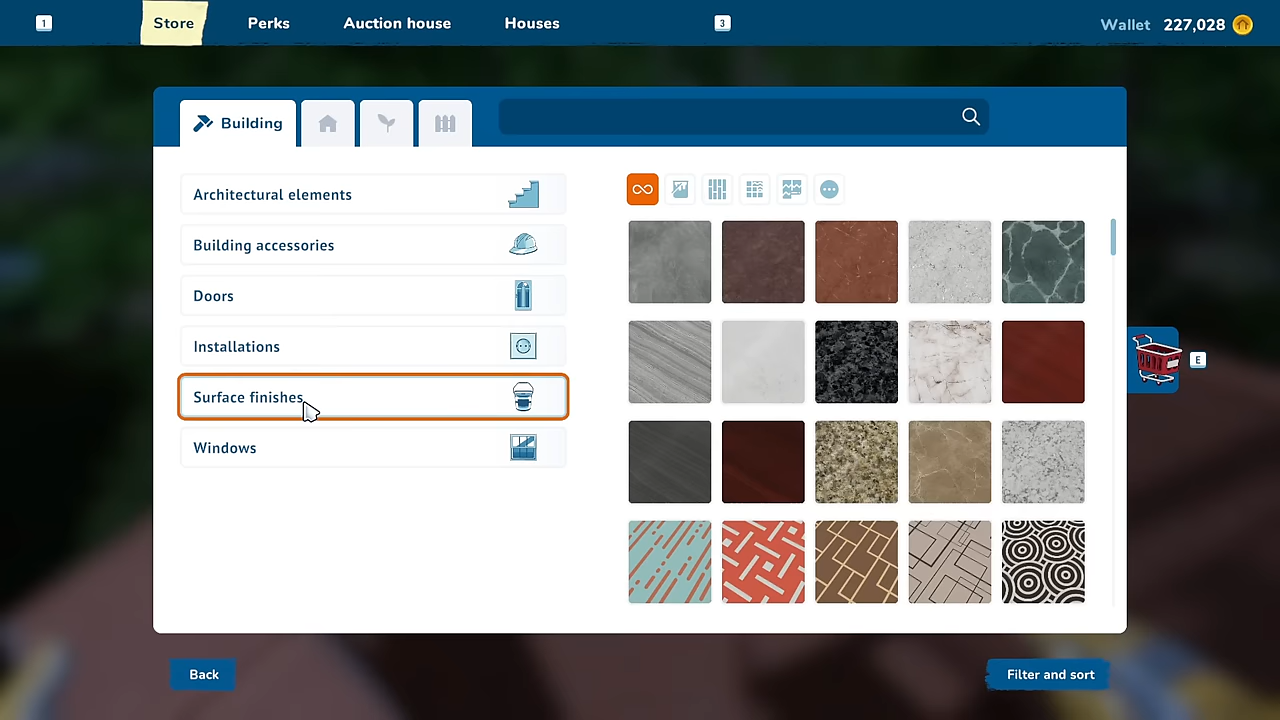 1 Store Perks Auction house Houses 3 Wallet 227,028
Building
Architectural elements
Building accessories
Doors
Installations
E
Surface finishes
Windows
Back Filter and sort